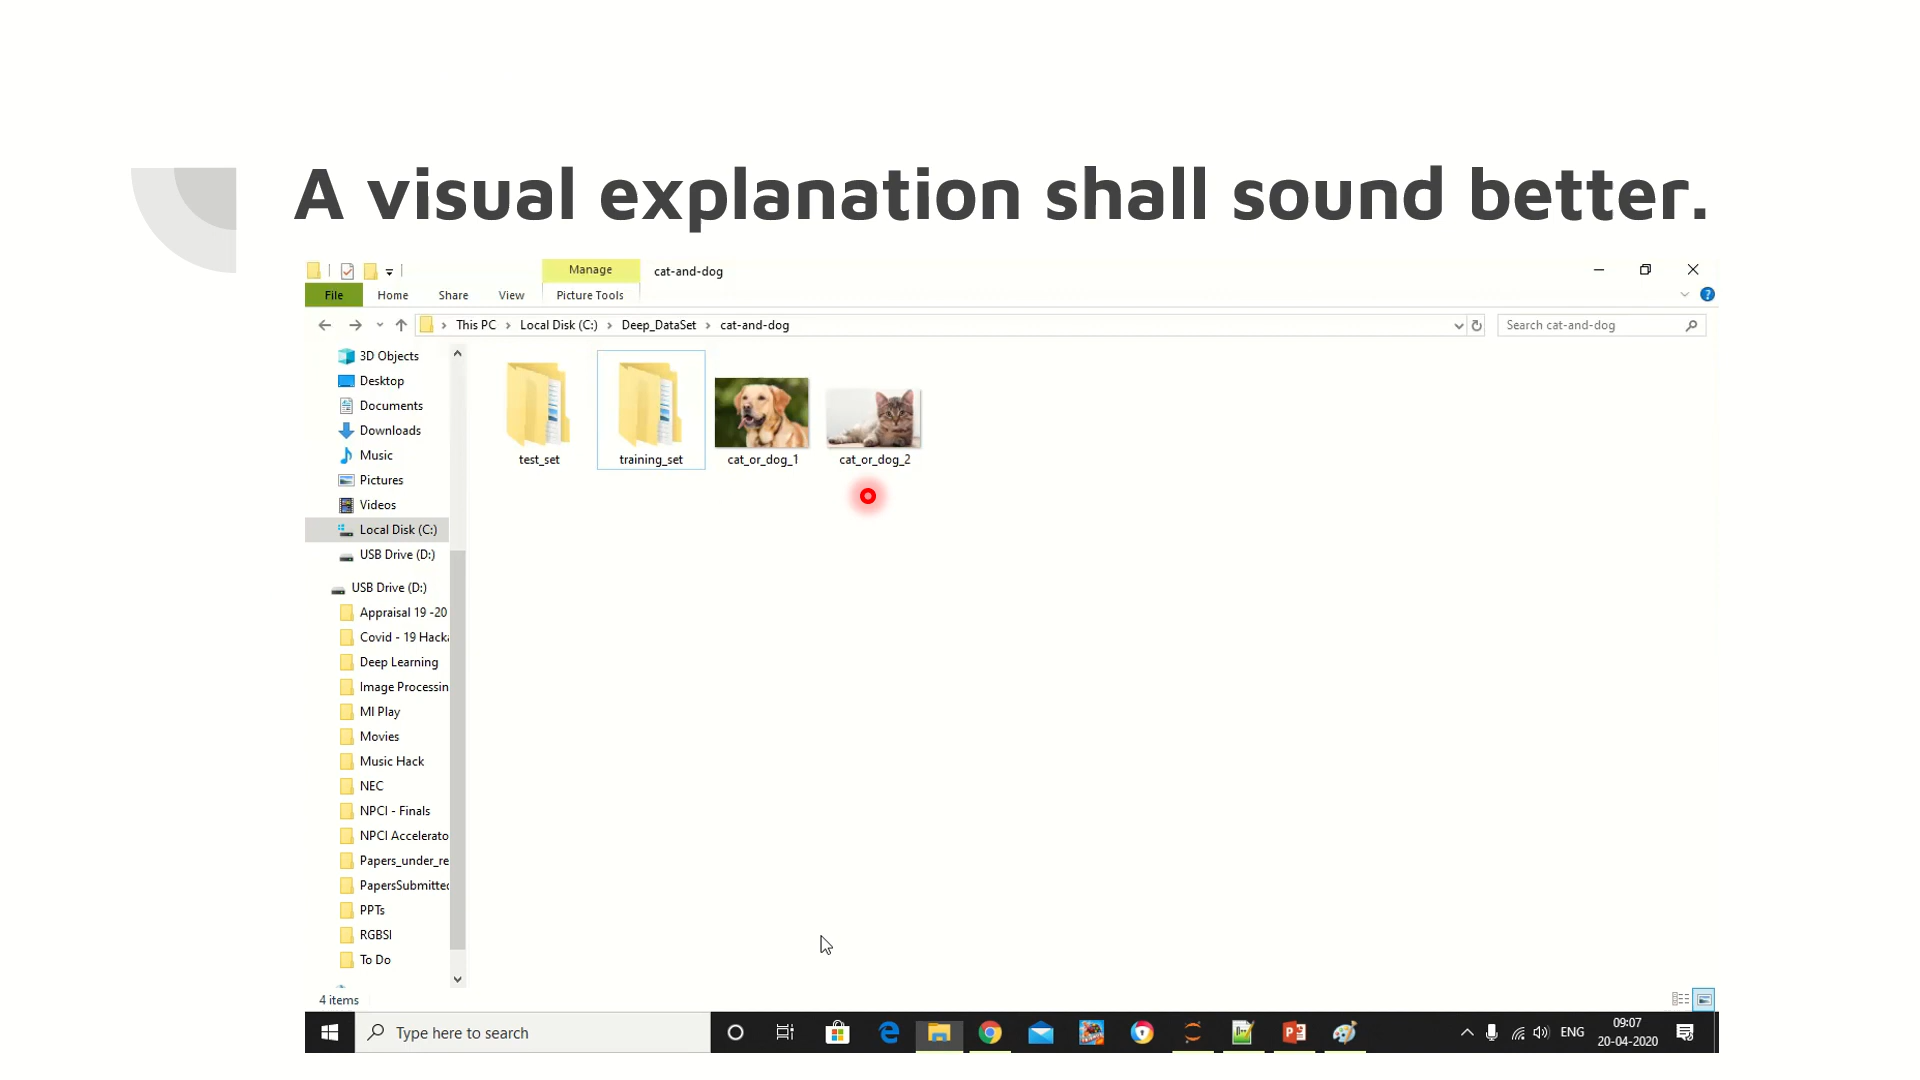 A visual explanation shall sound better.
Manage
cat-and-dog
File
Home
Share
View
Picture Tools
This PC
Local Disk (C:)
Deep_DataSet
cat-and-dog
Search cat-and-dog
3D Objects
Desktop
Documents
Downloads
Music
Pictures
Videos
Local Disk (C:)
USB Drive (D:)
USB Drive (D:)
Appraisal 19 -20
Covid - 19 Hacka
Deep Learning
Image Processin
MI Play
Movies
Music Hack
NEC
NPCI - Finals
NPCI Accelerato
Papers_under_re
PapersSubmitted
PPTs
RGBSI
To Do
test_set
training_set
cat_or_dog_1
cat_or_dog_2
4 items
Type here to search
ENG
09:07
20-04-2020